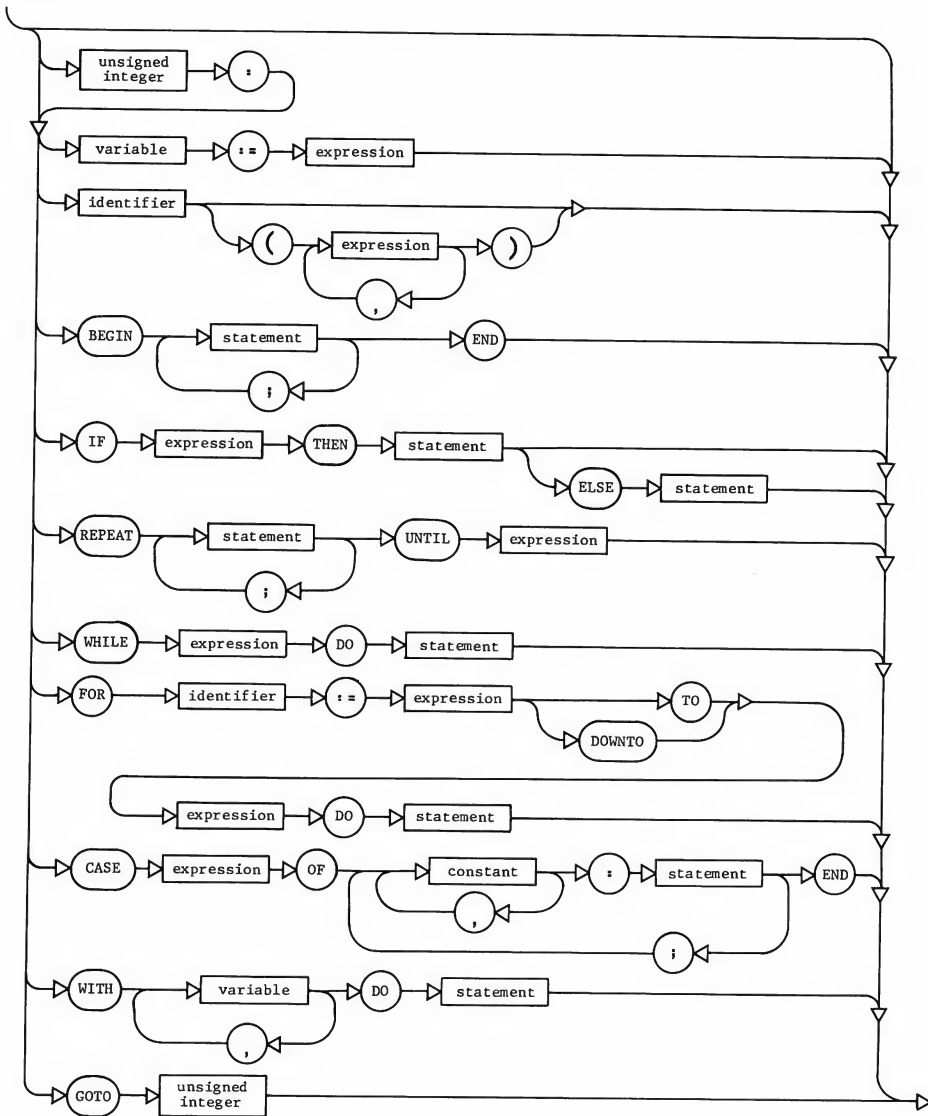 unsigned
integer :
variable := expression
identifier
( expression )
,
BEGIN statement END
;
IF expression THEN statement
ELSE statement
REPEAT statement UNTIL expression
;
WHILE expression DO statement
FOR identifier := expression TO
DOWNTO
expression DO statement
CASE expression OF constant : statement END
,
;
WITH variable DO statement
,
GOTO unsigned
integer